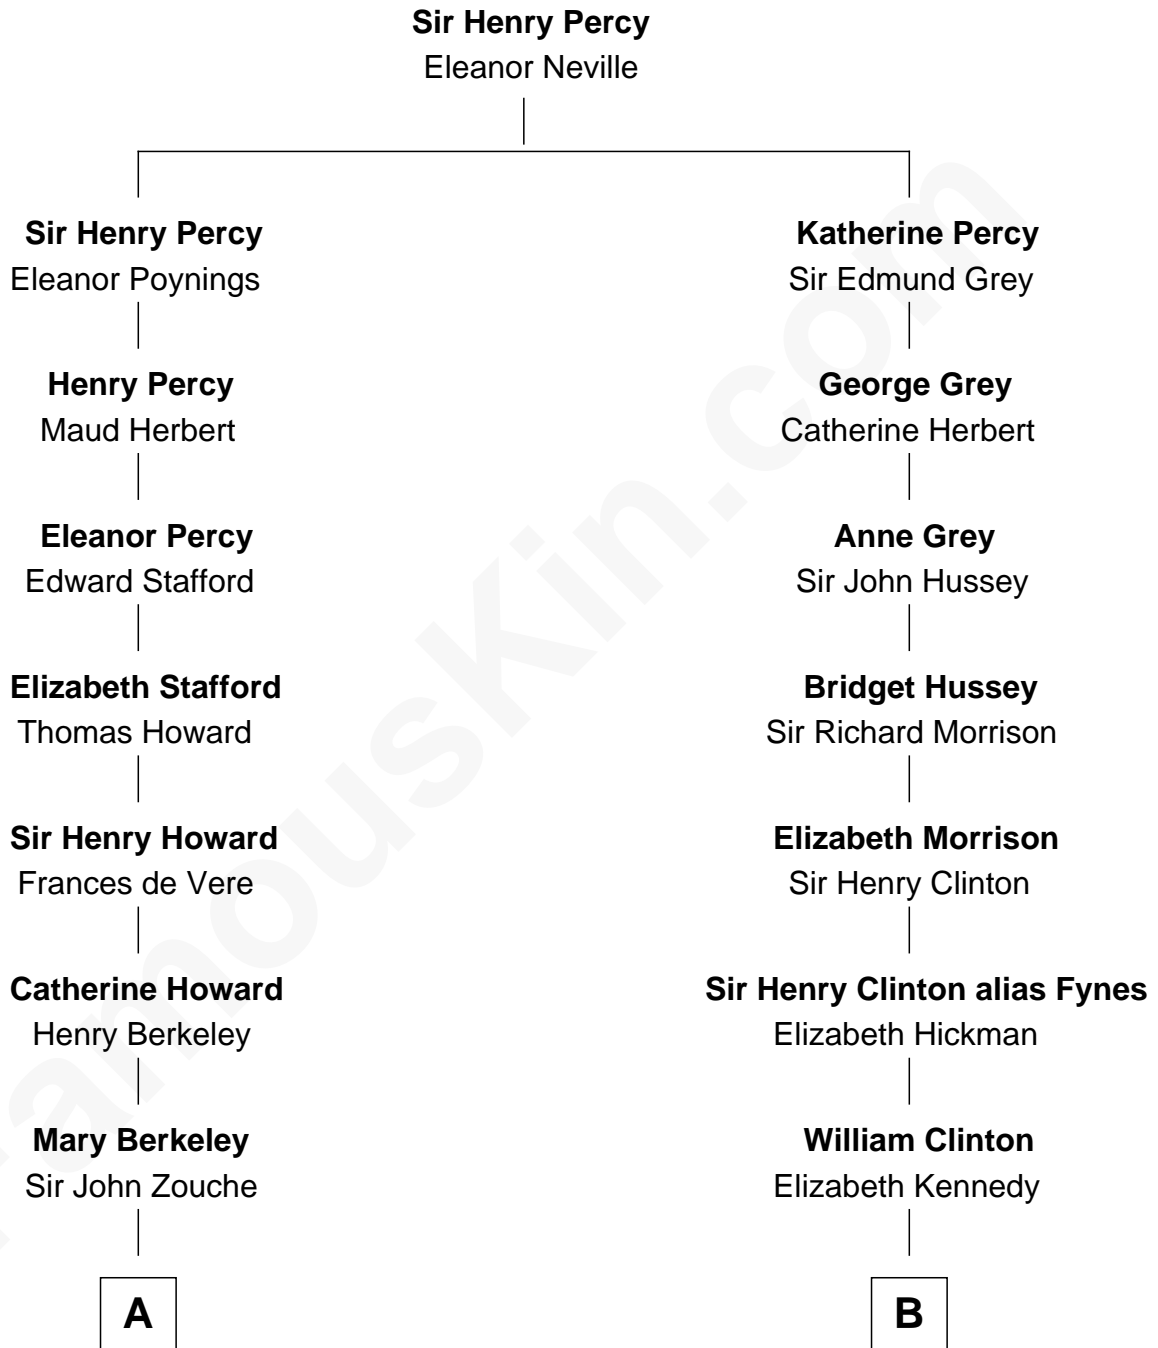 Sir Henry Percy
Eleanor Neville
Sir Henry Percy
Eleanor Poynings
Katherine Percy
Sir Edmund Grey
Henry Percy
Maud Herbert
George Grey
Catherine Herbert
Eleanor Percy
Edward Stafford
Anne Grey
Sir John Hussey
Elizabeth Stafford
Thomas Howard
Bridget Hussey
Sir Richard Morrison
Sir Henry Howard
Frances de Vere
Elizabeth Morrison
Sir Henry Clinton
Catherine Howard
Henry Berkeley
Sir Henry Clinton alias Fynes
Elizabeth Hickman
Mary Berkeley
Sir John Zouche
William Clinton
Elizabeth Kennedy
A
B
FamousKin.com